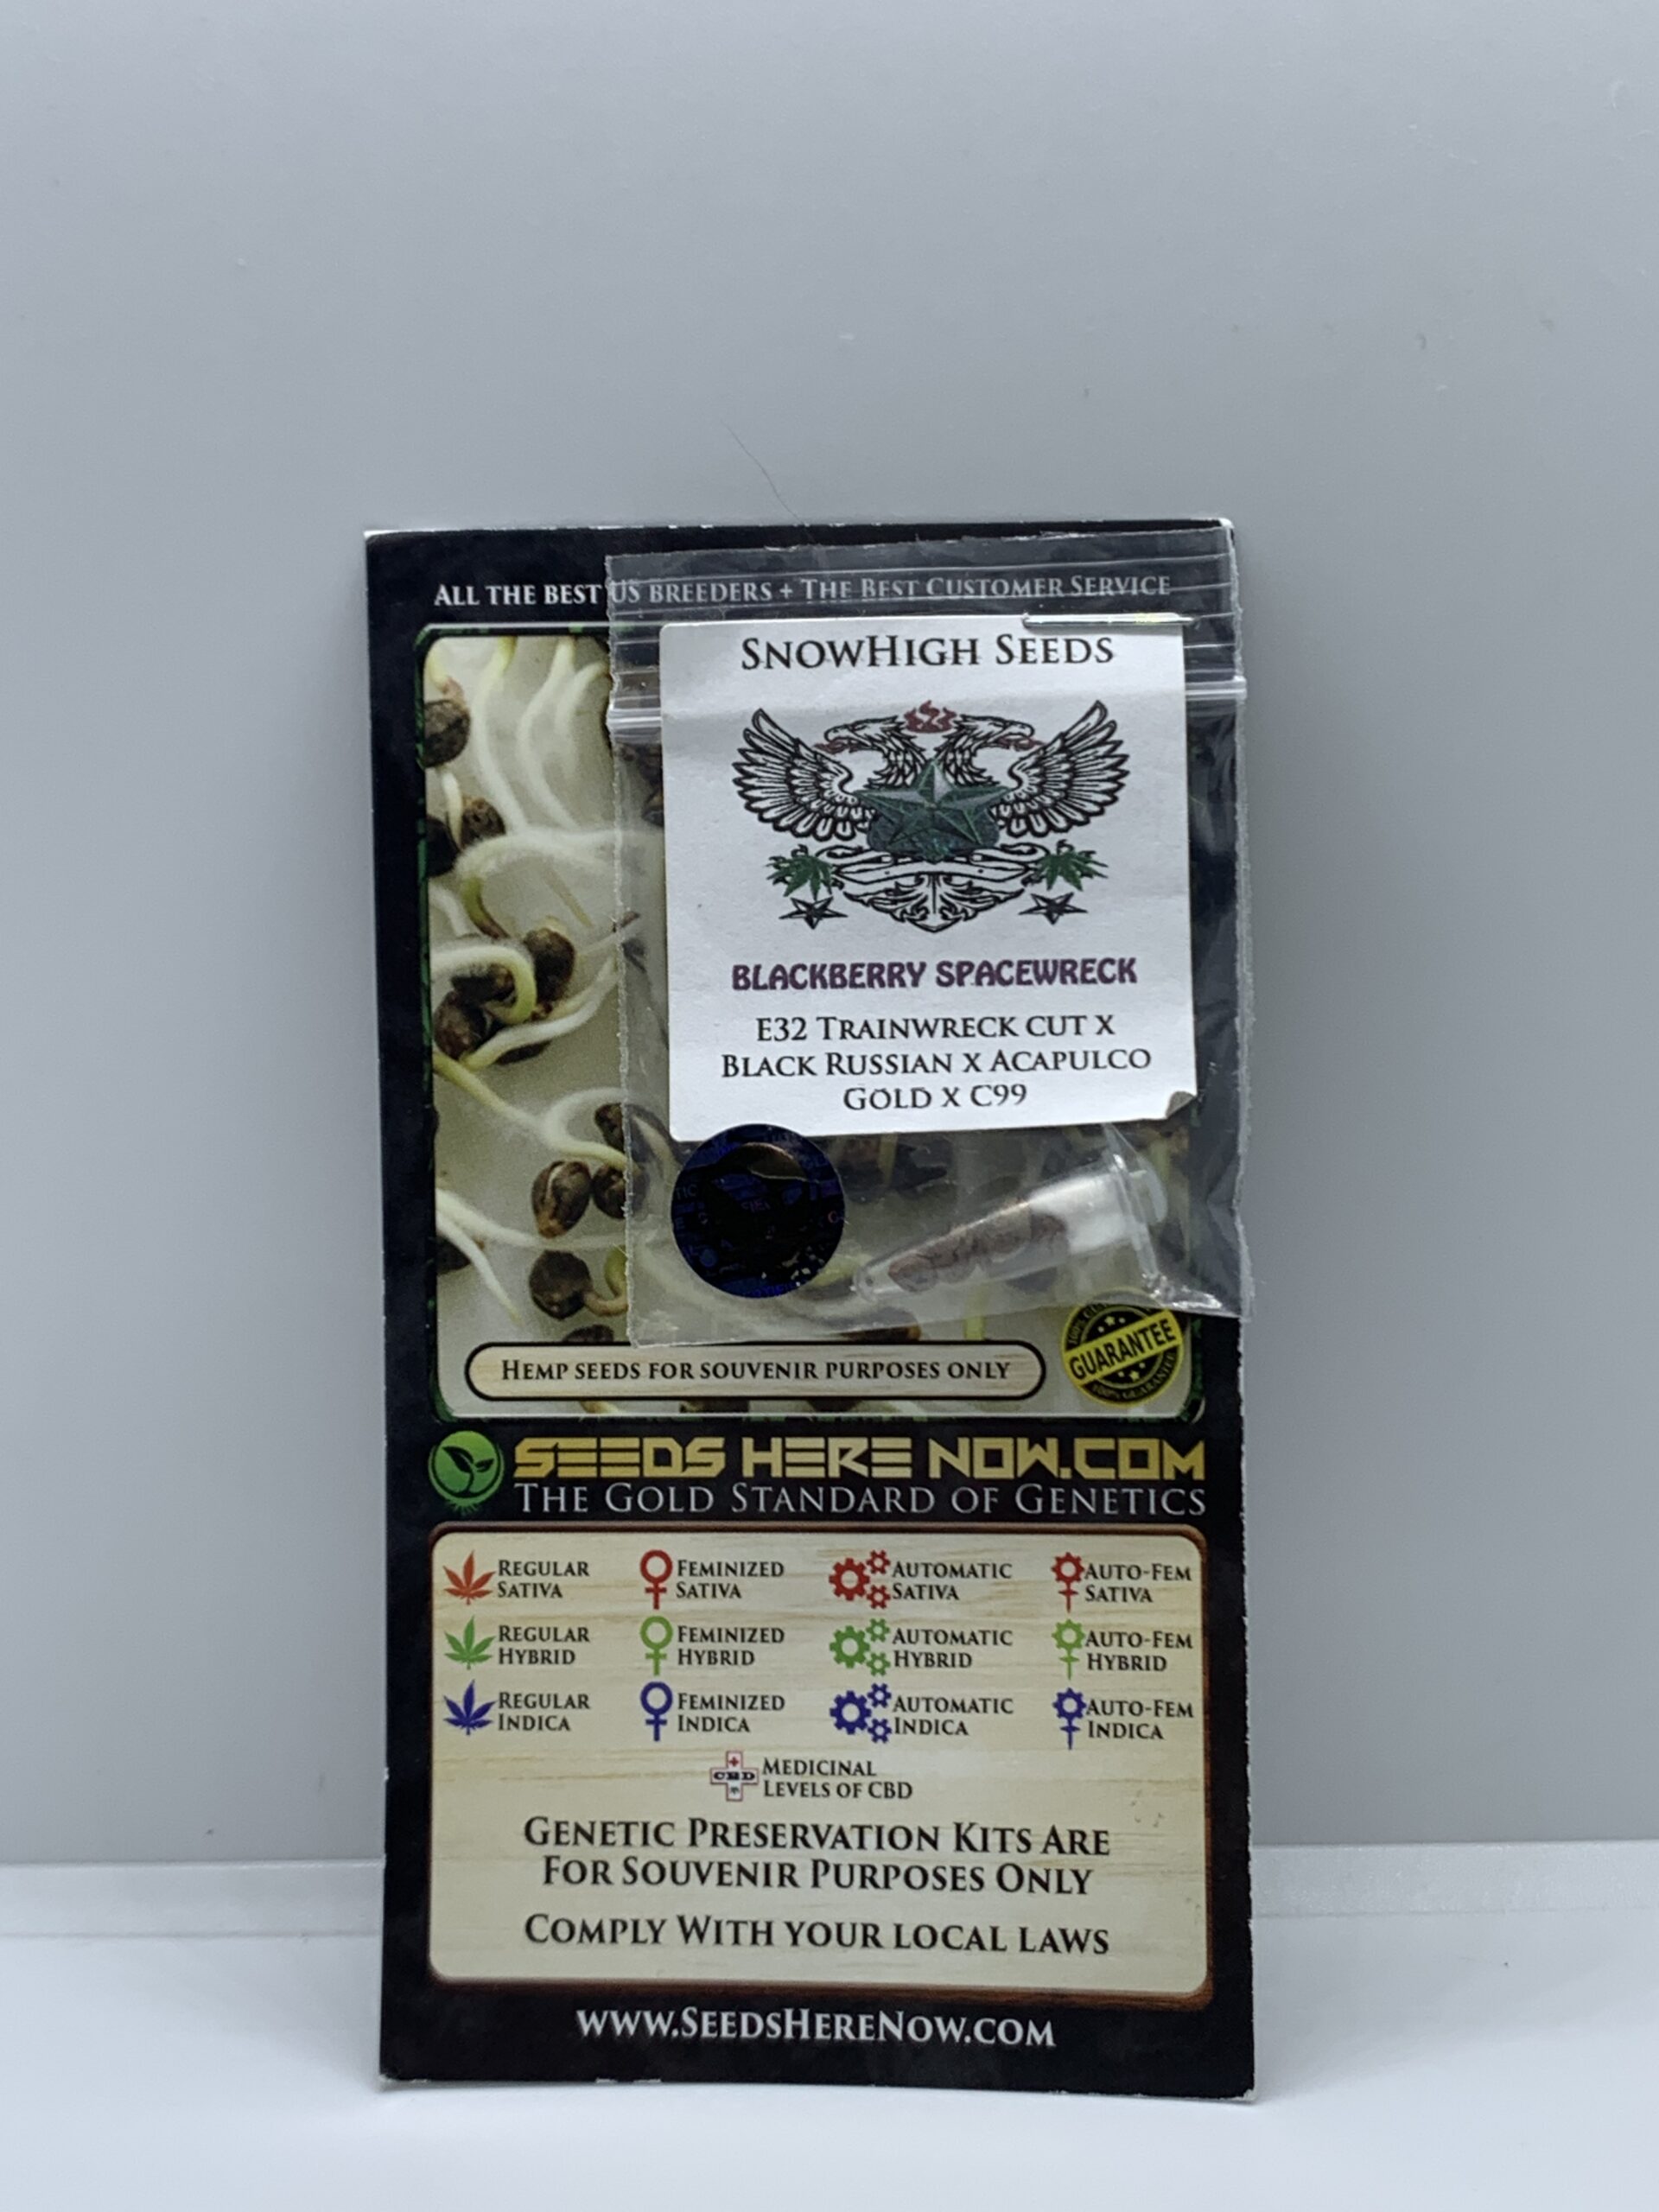 ALL THE BEST US BREEDERS + THE BEST CUSTOMER SERVICE
SNOWHIGH SEEDS
BLACKBERRY SPACEWRECK
E32 TRAINWRECK CUT X
BLACK RUSSIAN X ACAPULCO
GOLD X C99
HEMP SEEDS FOR SOUVENIR PURPOSES ONLY
GUARANTEE
SEEDS HERE NOW.COM
THE GOLD STANDARD OF GENETICS
REGULAR SATIVA
FEMINIZED SATIVA
AUTOMATIC SATIVA
AUTO-FEM SATIVA
REGULAR HYBRID
FEMINIZED HYBRID
AUTOMATIC HYBRID
AUTO-FEM HYBRID
REGULAR INDICA
FEMINIZED INDICA
AUTOMATIC INDICA
AUTO-FEM INDICA
CBD
MEDICINAL
LEVELS OF CBD
GENETIC PRESERVATION KITS ARE
FOR SOUVENIR PURPOSES ONLY
COMPLY WITH YOUR LOCAL LAWS
WWW.SEEDSHERENOW.COM